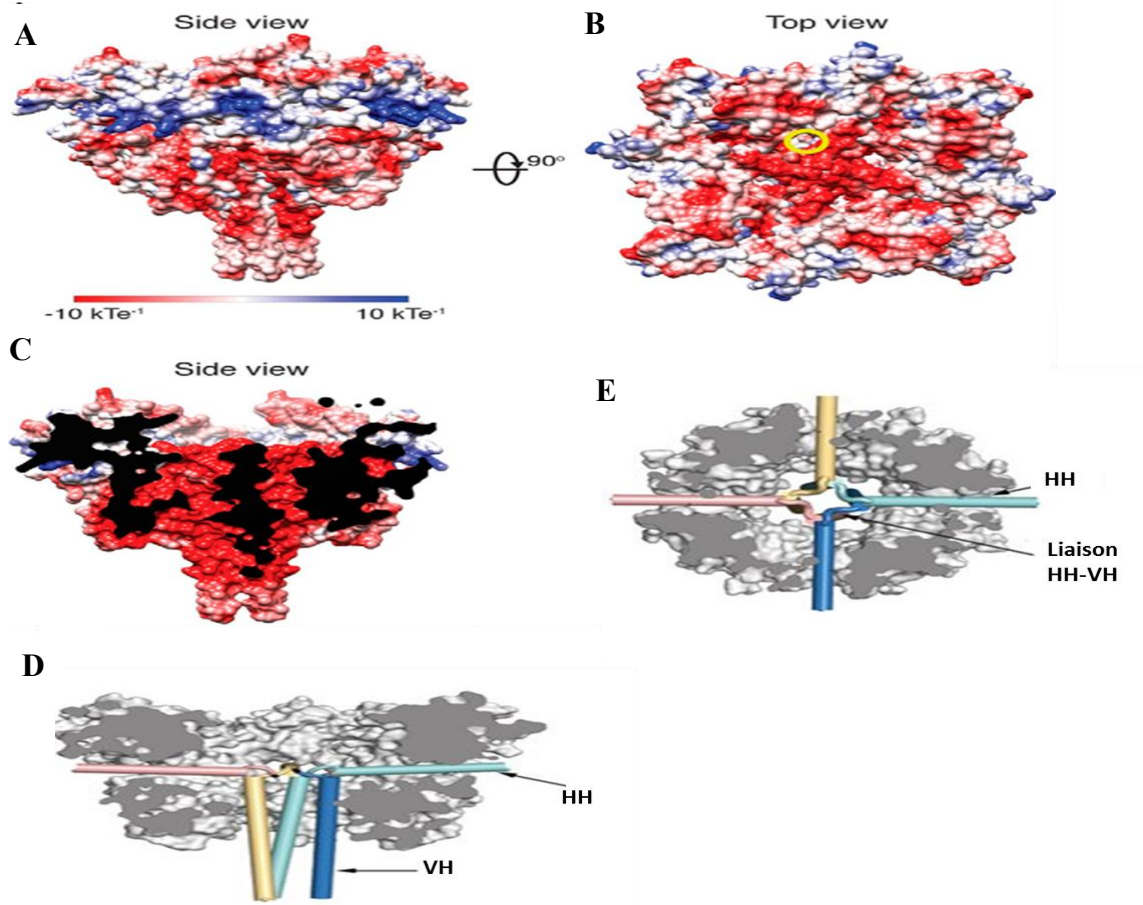 A
Side view
B
Top view
90°
-10 kTe⁻¹
10 kTe⁻¹
C
Side view
E
HH
Liaison
HH-VH
D
HH
VH